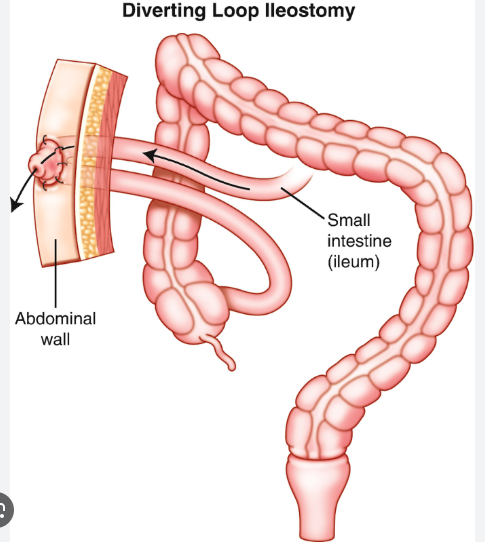 Diverting Loop Ileostomy
Small
intestine
(ileum)
Abdominal
wall